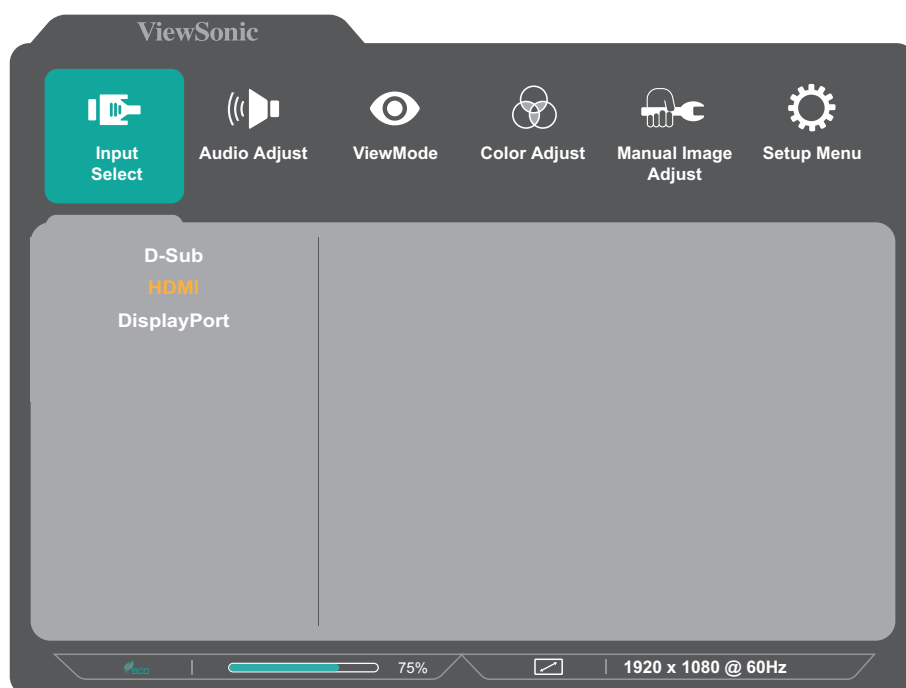 ViewSonic
Input
Select
Audio Adjust
ViewMode
Color Adjust
Manual Image
Adjust
Setup Menu
D-Sub
HDMI
DisplayPort
eco
75%
1920 x 1080 @ 60Hz